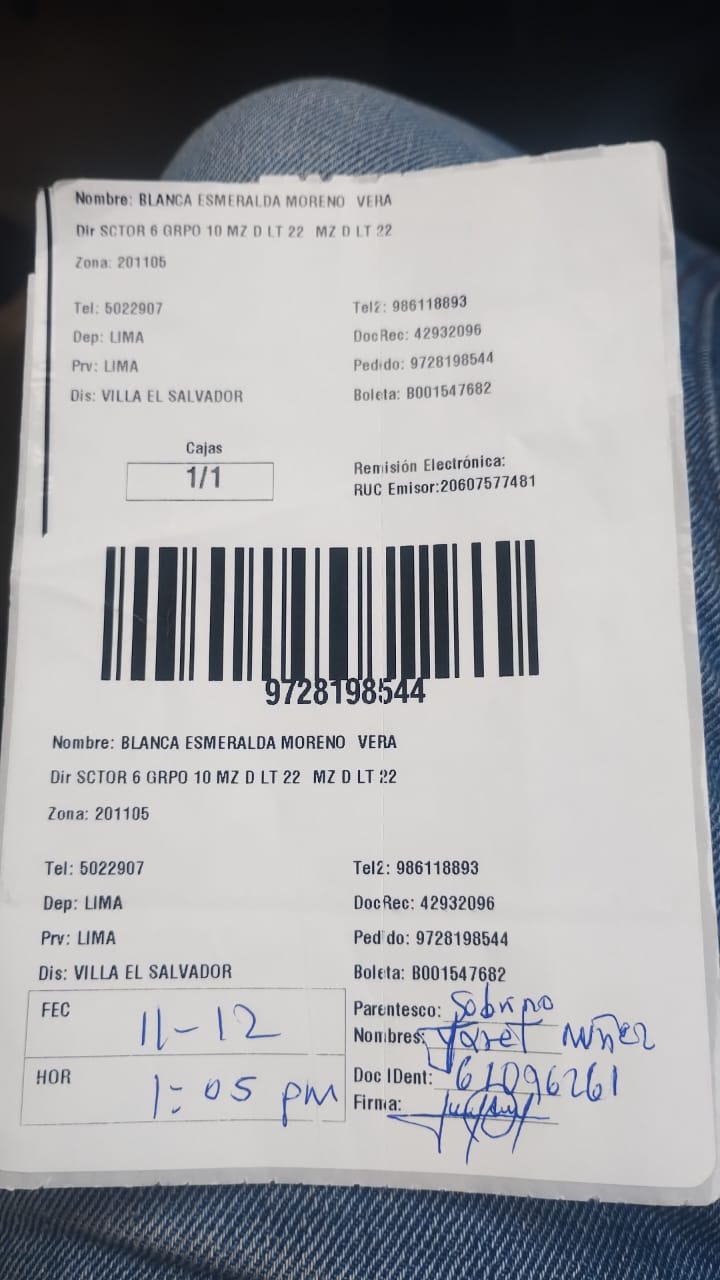 Nombre: BLANCA ESMERALDA MORENO VERA
Dir SCTOR 6 GRPO 10 MZ D LT 22 MZ D LT 22
Zona: 201105
Tel: 5022907 Tel2: 986118893
Dep: LIMA DocRec: 42932096
Prv: LIMA Pedido: 9728198544
Dis: VILLA EL SALVADOR Boleta: B001547682
Cajas
1/1
Remisión Electrónica:
RUC Emisor:20607577481
9728198544
Nombre: BLANCA ESMERALDA MORENO VERA
Dir SCTOR 6 GRPO 10 MZ D LT 22 MZ D LT 22
Zona: 201105
Tel: 5022907 Tel2: 986118893
Dep: LIMA DocRec: 42932096
Prv: LIMA Pedido: 9728198544
Dis: VILLA EL SALVADOR Boleta: B001547682
FEC 11-12
HOR 1:05 pm
Parentesco: Sobrino
Nombres: Yaret Nuñez
Doc IDent: 61096261
Firma: